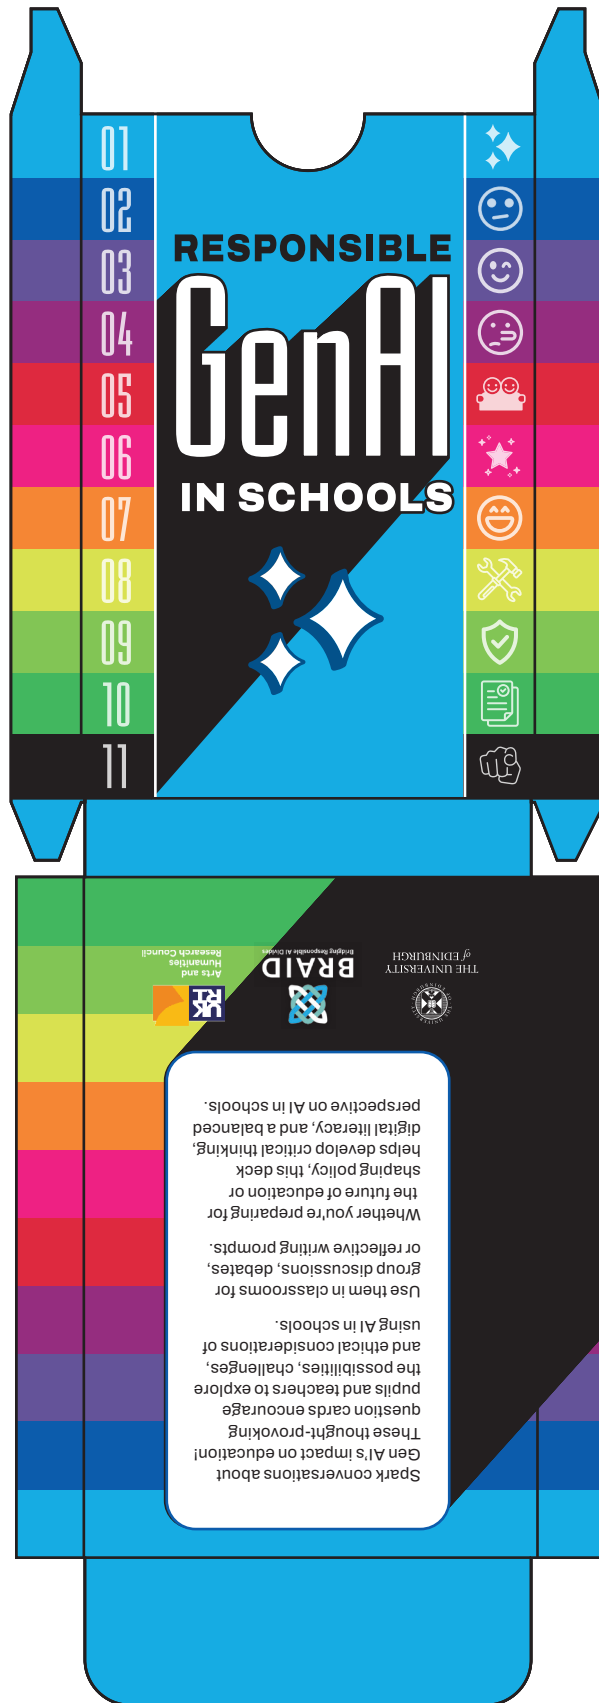 01
02
03
04
05
06
07
08
09
10
11
RESPONSIBLE
GenAI
IN SCHOOLS
Spark conversations about
Gen AI's impact on education!
These thought-provoking
question cards encourage
pupils and teachers to explore
the possibilities, challenges,
and ethical considerations of
using AI in schools.
Use them in classrooms for
group discussions, debates,
or reflective writing prompts.
Whether you're preparing for
the future of education or
shaping policy, this deck
helps develop critical thinking,
digital literacy, and a balanced
perspective on AI in schools.
THE UNIVERSITY OF EDINBURGH
THE UNIVERSITY
of EDINBURGH
BRAID
Bridging Responsible AI Divides
UK
RI
Arts and
Humanities
Research Council